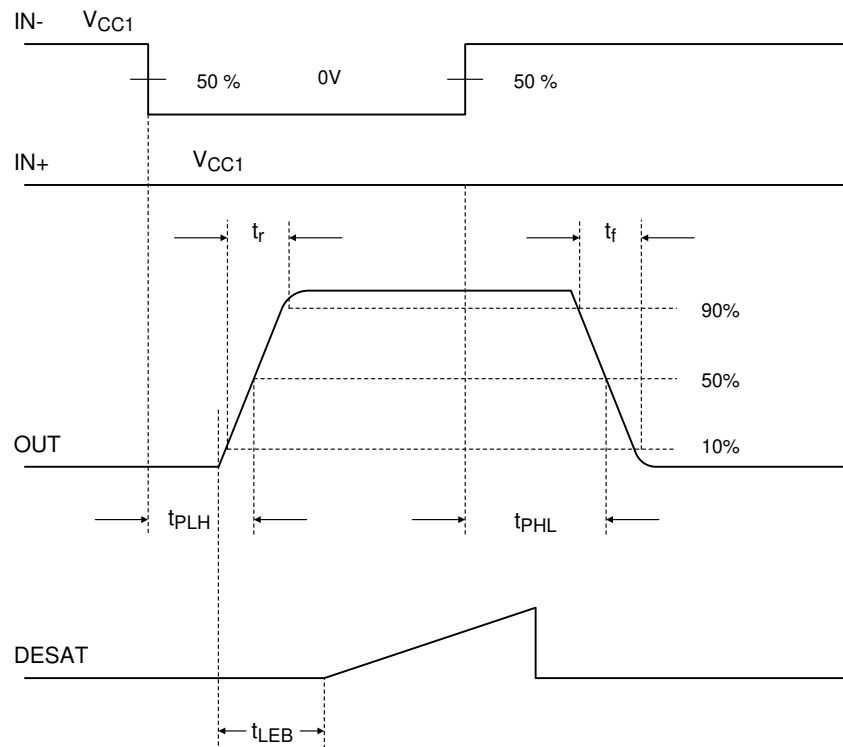 IN- VCC1
50 % 0V 50 %
IN+ VCC1
tr tf
90%
50%
OUT 10%
tPLH tPHL
DESAT
tLEB